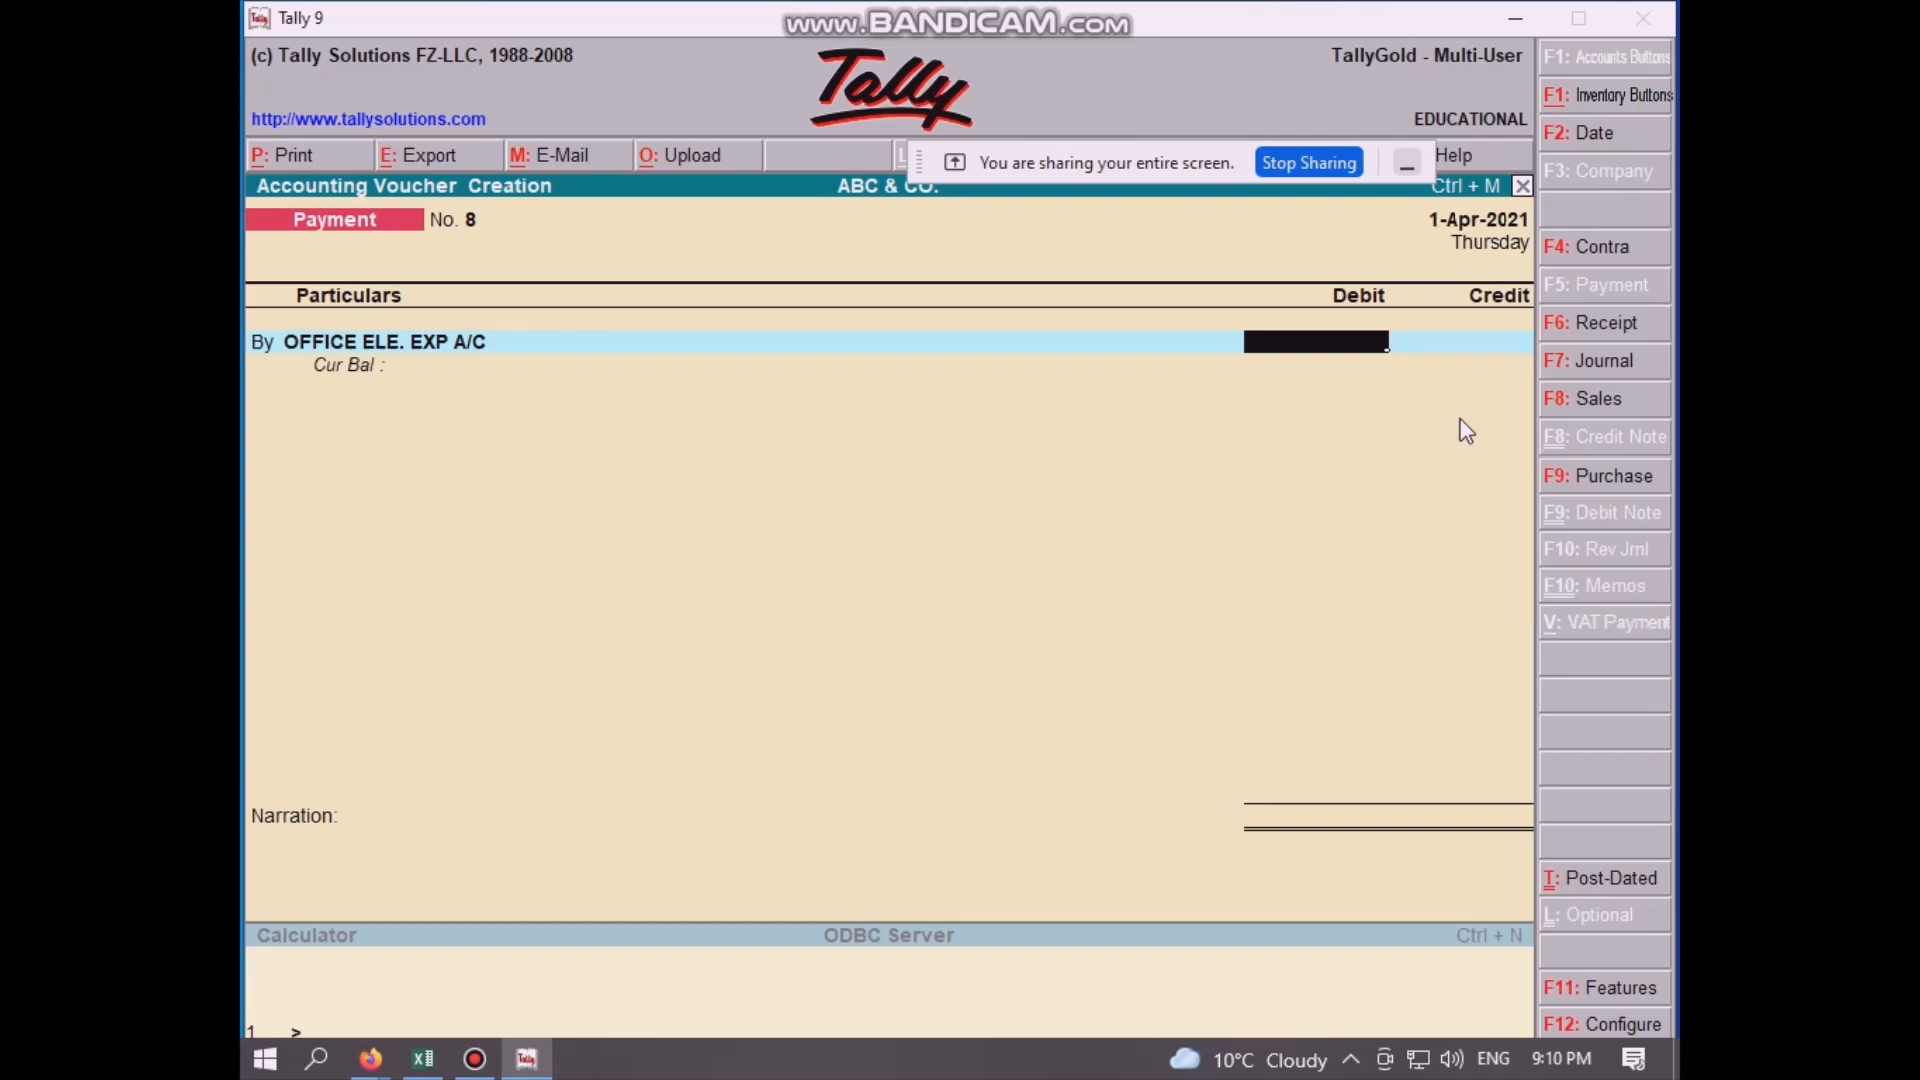 Tally 9
www.BANDICAM.com
(c) Tally Solutions FZ-LLC, 1988-2008
Tally
TallyGold - Multi-User
http://www.tallysolutions.com
EDUCATIONAL
P: Print
E: Export
M: E-Mail
O: Upload
You are sharing your entire screen.
Stop Sharing
Help
Accounting Voucher Creation
ABC & CO.
Ctrl + M
Payment No. 8
1-Apr-2021
Thursday
Particulars
Debit
Credit
By OFFICE ELE. EXP A/C
Cur Bal :
Narration:
Calculator
ODBC Server
Ctrl + N
1 >
F1: Accounts Buttons
F1: Inventory Buttons
F2: Date
F3: Company
F4: Contra
F5: Payment
F6: Receipt
F7: Journal
F8: Sales
F8: Credit Note
F9: Purchase
F9: Debit Note
F10: Rev Jrnl
F10: Memos
V: VAT Payment
T: Post-Dated
L: Optional
F11: Features
F12: Configure
10°C Cloudy
ENG
9:10 PM